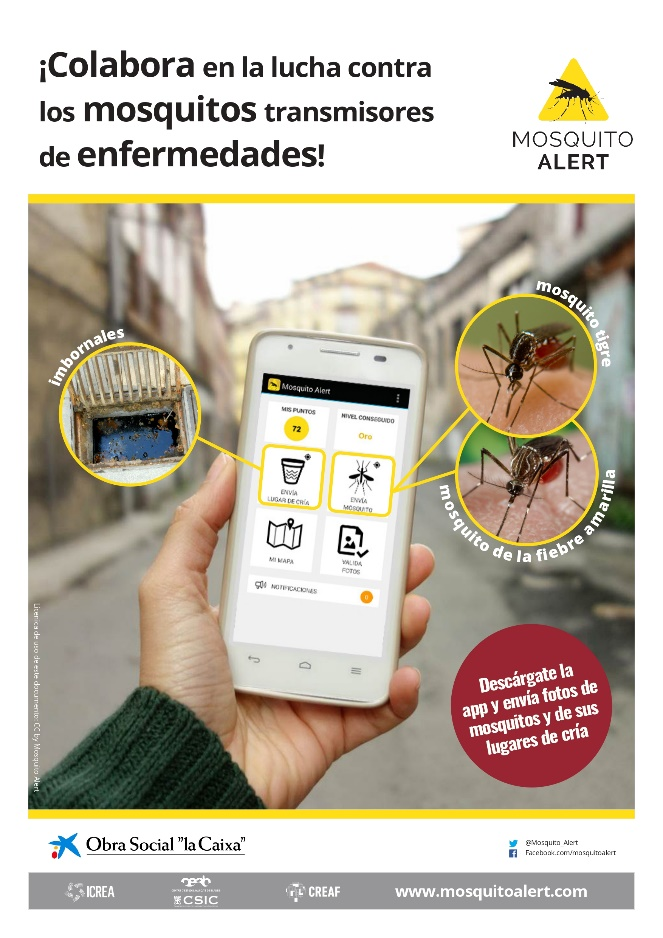 ¡Colabora en la lucha contra
los mosquitos transmisores
de enfermedades!
MOSQUITO
ALERT
imbornales
mosquito tigre
mosquito de la fiebre amarilla
Mosquito Alert
MIS PUNTOS
72
NIVEL CONSEGUIDO
Oro
ENVÍA
LUGAR DE CRÍA
ENVÍA
MOSQUITO
MI MAPA
VALIDA
FOTOS
NOTIFICACIONES
Descárgate la
app y envía fotos de
mosquitos y de sus
lugares de cría
Licencia de uso de este documento: CC by Mosquito Alert
Obra Social "la Caixa"
@Mosquito_Alert
Facebook.com/mosquitoalert
ICREA
CSIC
CREAF
www.mosquitoalert.com